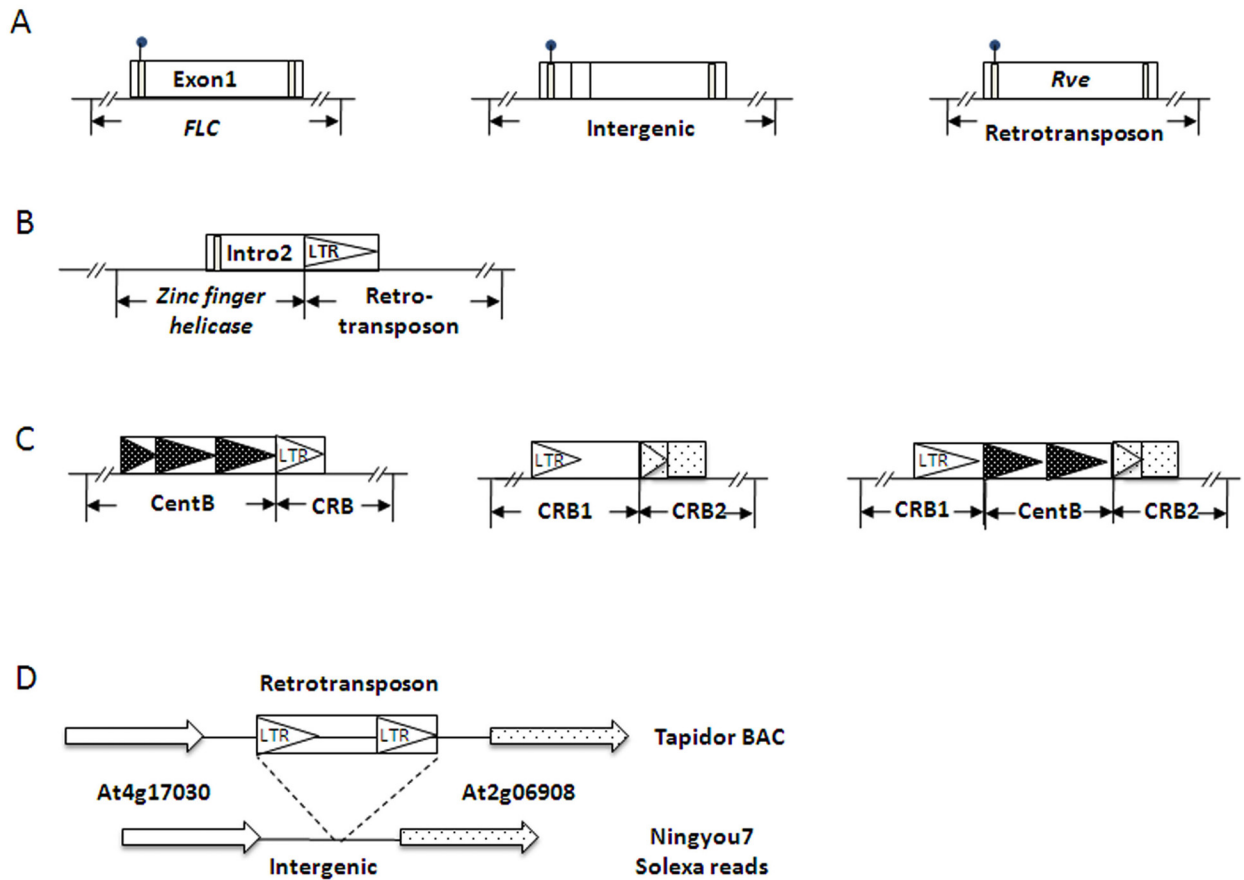 A
Exon1
Rve
FLC
Intergenic
Retrotransposon
B
Intro2
LTR
Zinc finger
helicase
Retro-
transposon
C
LTR
LTR
LTR
CentB
CRB
CRB1
CRB2
CRB1
CentB
CRB2
D
Retrotransposon
LTR
LTR
Tapidor BAC
At4g17030
At2g06908
Intergenic
Ningyou7
Solexa reads